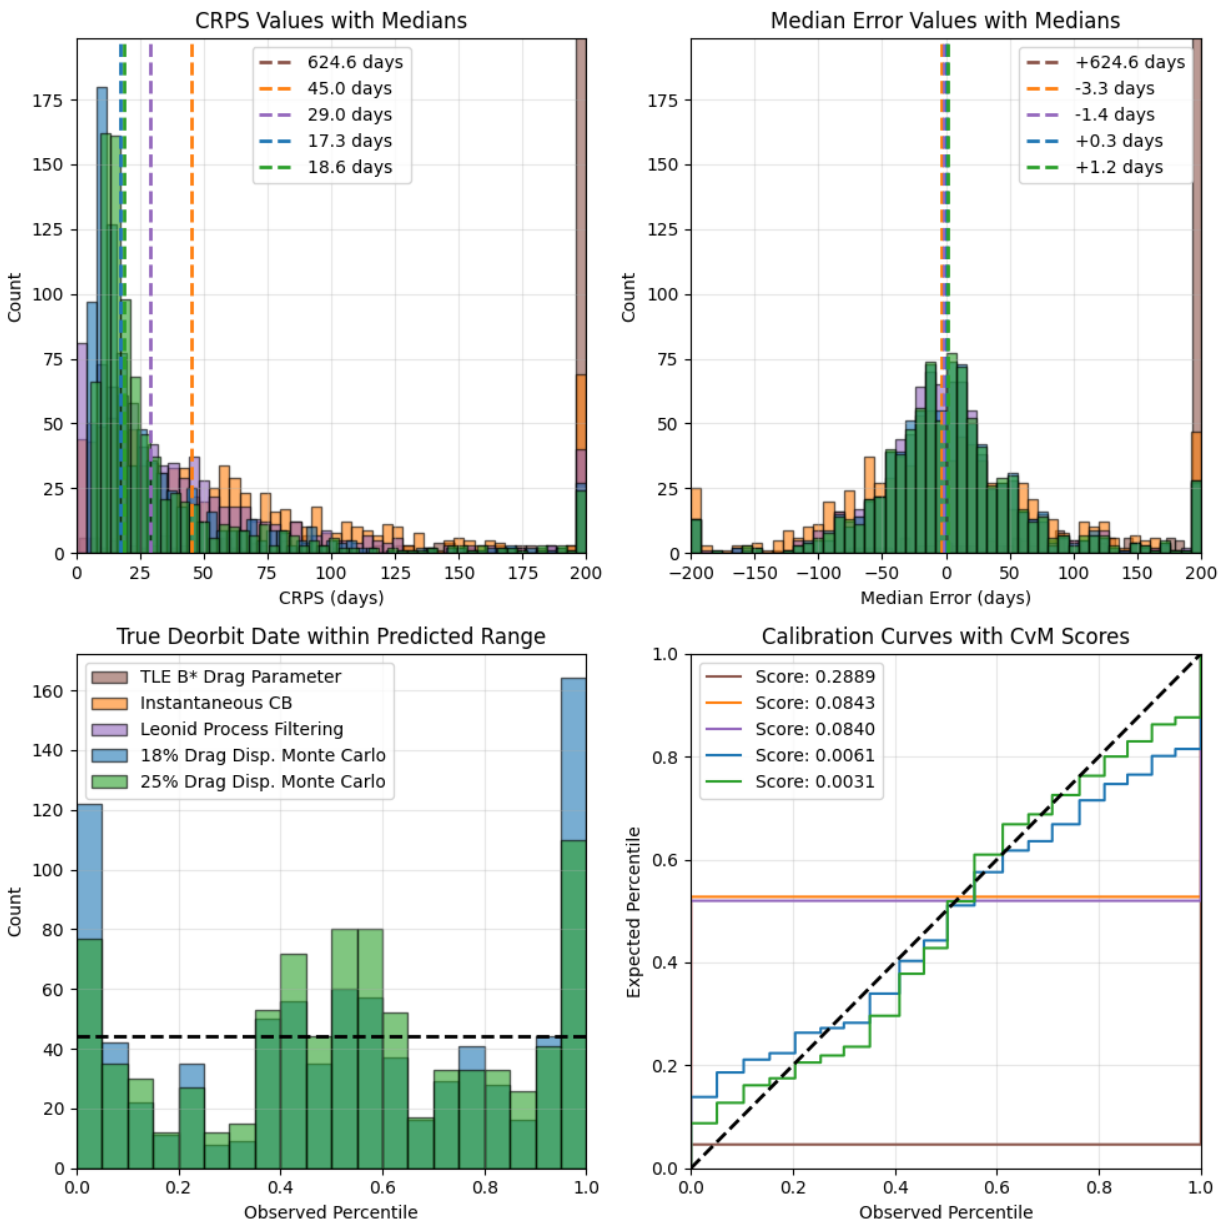 CRPS Values with Medians
175
150
125
100
75
50
25
0
Count
0 25 50 75 100 125 150 175 200
CRPS (days)
624.6 days
45.0 days
29.0 days
17.3 days
18.6 days
Median Error Values with Medians
175
150
125
100
75
50
25
0
Count
−200 −150 −100 −50 0 50 100 150 200
Median Error (days)
+624.6 days
-3.3 days
-1.4 days
+0.3 days
+1.2 days
True Deorbit Date within Predicted Range
160
140
120
100
80
60
40
20
0
Count
0.0 0.2 0.4 0.6 0.8 1.0
Observed Percentile
TLE B* Drag Parameter
Instantaneous CB
Leonid Process Filtering
18% Drag Disp. Monte Carlo
25% Drag Disp. Monte Carlo
Calibration Curves with CvM Scores
1.0
0.8
0.6
0.4
0.2
0.0
Expected Percentile
0.0 0.2 0.4 0.6 0.8 1.0
Observed Percentile
Score: 0.2889
Score: 0.0843
Score: 0.0840
Score: 0.0061
Score: 0.0031